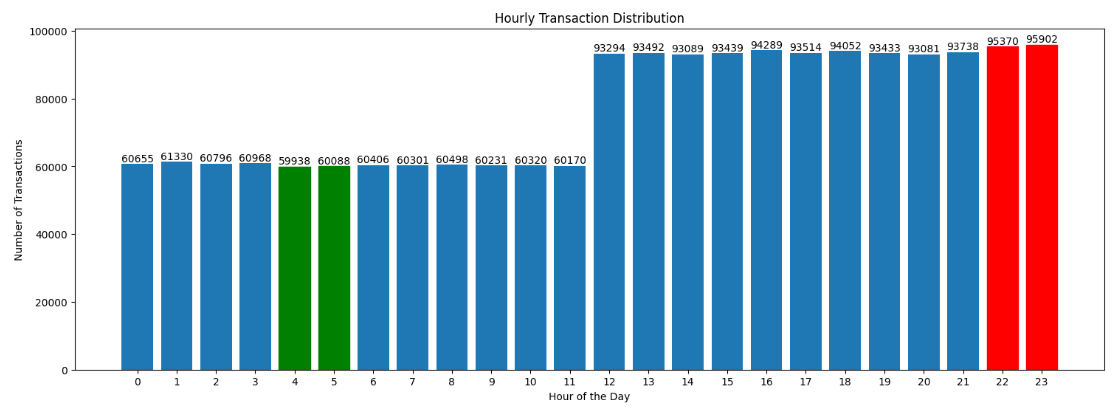 Hourly Transaction Distribution
100000
80000
60000
40000
20000
0
Number of Transactions
60655 61330 60796 60968 59938 60088 60406 60301 60498 60231 60320 60170 93294 93492 93089 93439 94289 93514 94052 93433 93081 93738 95370 95902
0 1 2 3 4 5 6 7 8 9 10 11 12 13 14 15 16 17 18 19 20 21 22 23
Hour of the Day